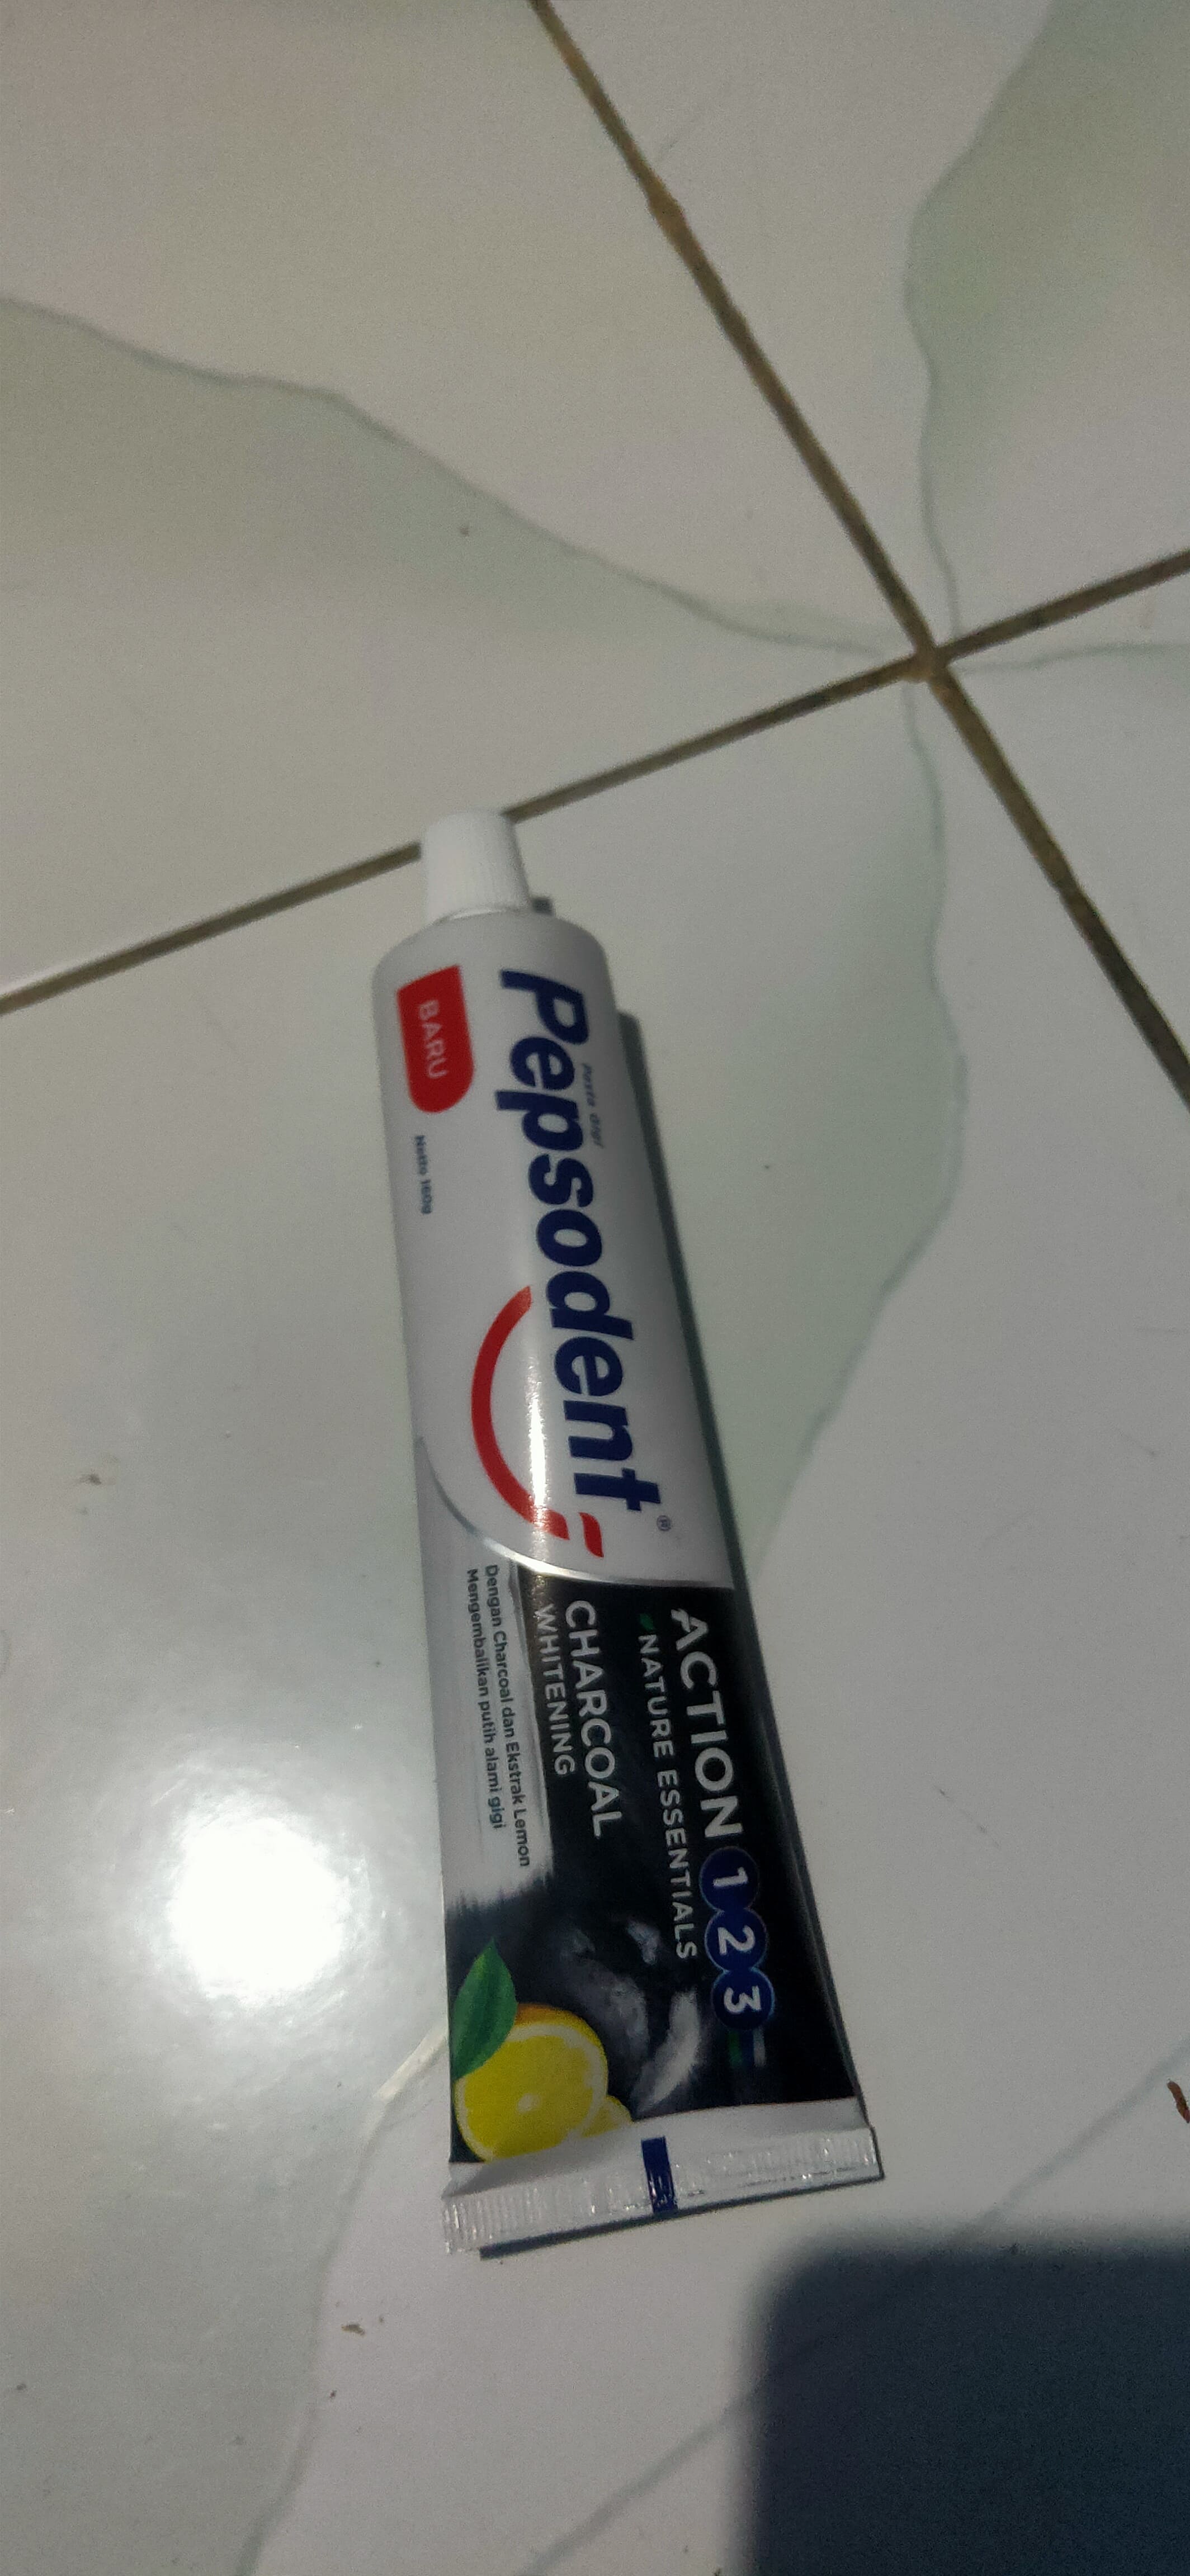 Pasta Gigi
Pepsodent®
BARU
Netto 160g
ACTION 123
NATURE ESSENTIALS
CHARCOAL
WHITENING
Dengan Charcoal dan Ekstrak Lemon
Mengembalikan putih alami gigi